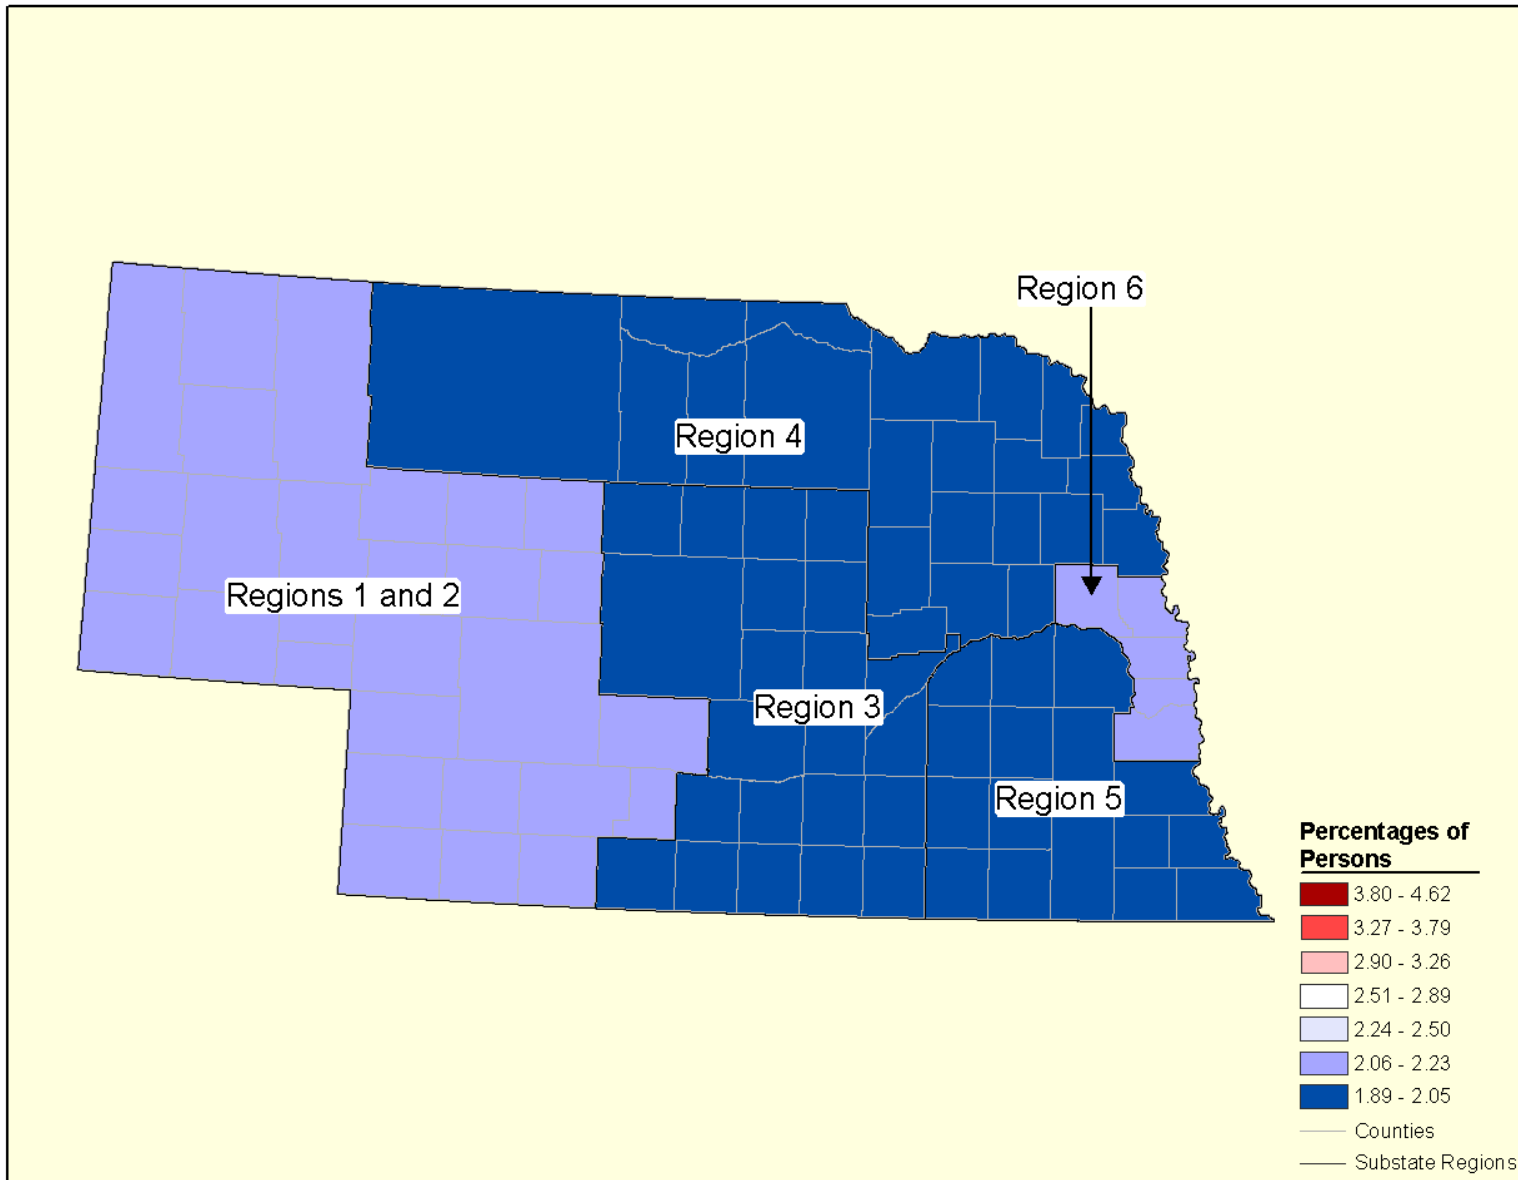 Region 6
Region 4
Regions 1 and 2
Region 3
Region 5
Percentages of
Persons
3.80 - 4.62
3.27 - 3.79
2.90 - 3.26
2.51 - 2.89
2.24 - 2.50
2.06 - 2.23
1.89 - 2.05
Counties
Substate Regions